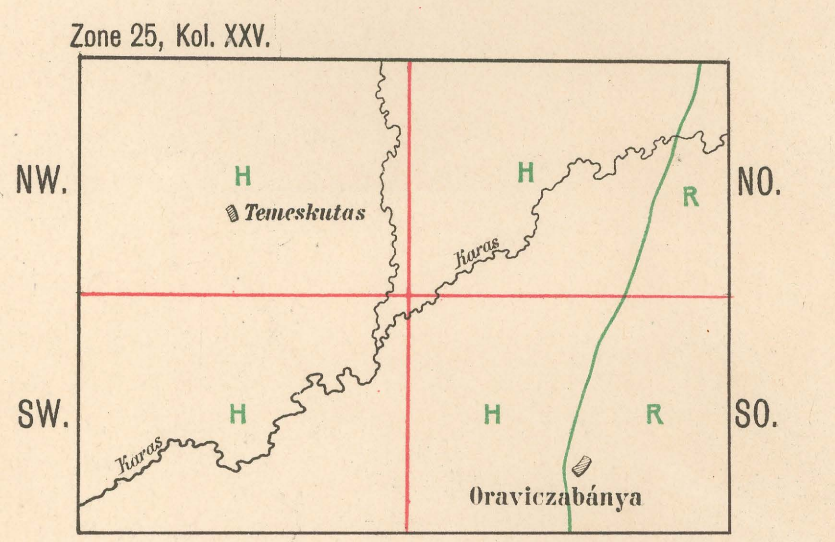 Zone 25, Kol. XXV.
NW.
H
H
NO.
R
Temeskutas
Karas
SW.
H
H
R
SO.
Karas
Oraviczabánya